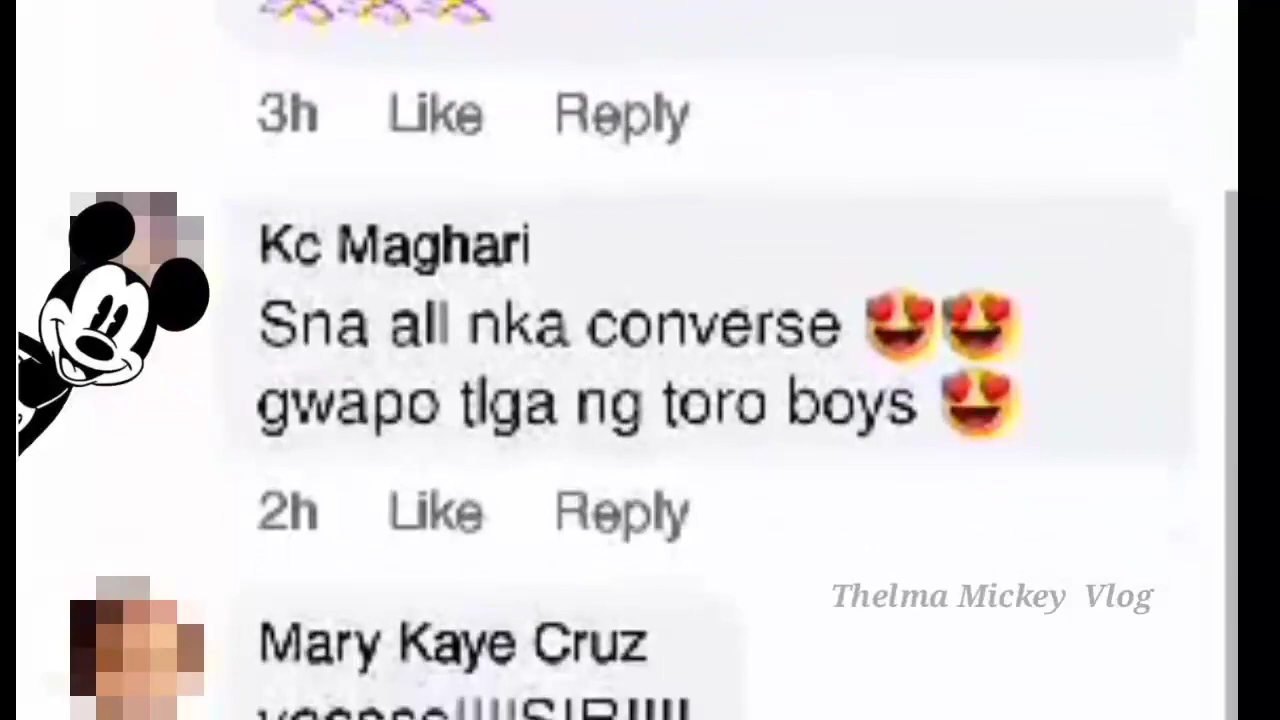 3h Like Reply
Kc Maghari
Sna all nka converse 😍😍
gwapo tlga ng toro boys 😍
2h Like Reply
Thelma Mickey Vlog
Mary Kaye Cruz